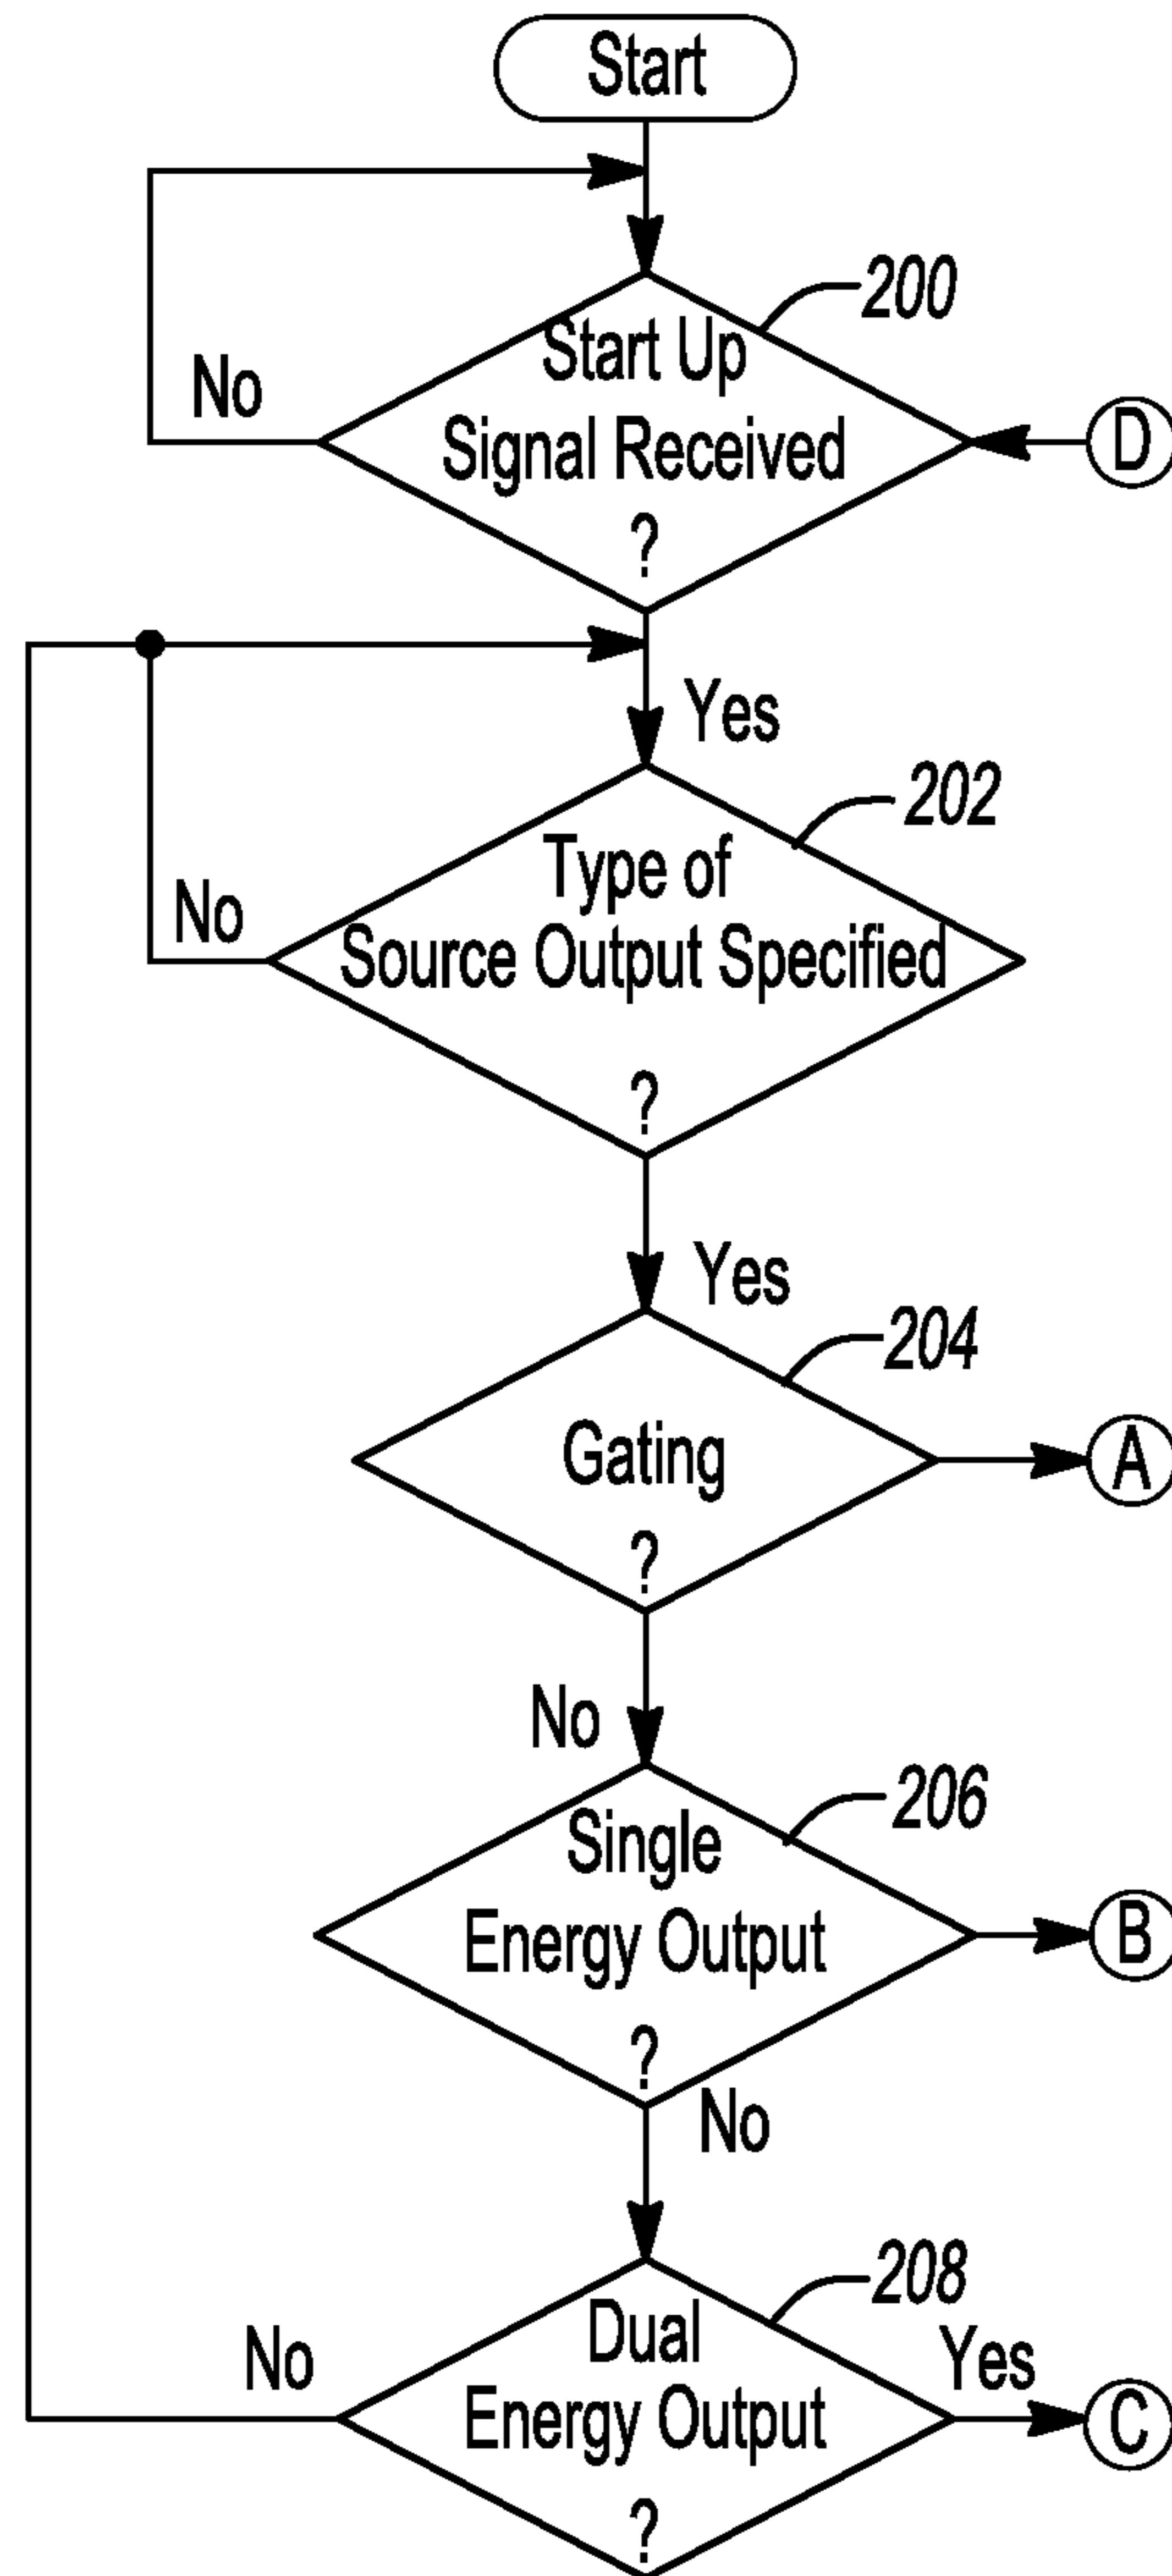 Start
200
Start Up
No
Signal Received
D
?
Yes
202
Type of
No
Source Output Specified
?
Yes
204
Gating
A
?
No
206
Single
Energy Output
B
?
No
208
Dual
No
Yes
Energy Output
C
?